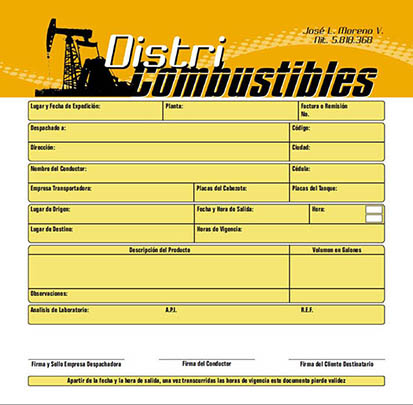 José L. Moreno V.
Nit. 5.818.368
Distri
Combustibles
Lugar y Fecha de Expedición: Planta: Factura o Remisión No.
Despachado a: Código:
Dirección: Ciudad:
Nombre del Conductor: Cédula:
Empresa Transportadora: Placas del Cabezote: Placas del Tanque:
Lugar de Origen: Fecha y Hora de Salida: Hora:
Lugar de Destino: Horas de Vigencia:
Descripción del Producto Volumen en Galones
Observaciones:
Analisis de Laboratorio: A.P.I. R.E.F.
Firma y Sello Empresa Despachadora Firma del Conductor Firma del Cliente Destinatario
Apartir de la fecha y la hora de salida, una vez transcurridas las horas de vigencia este documento pierde validez